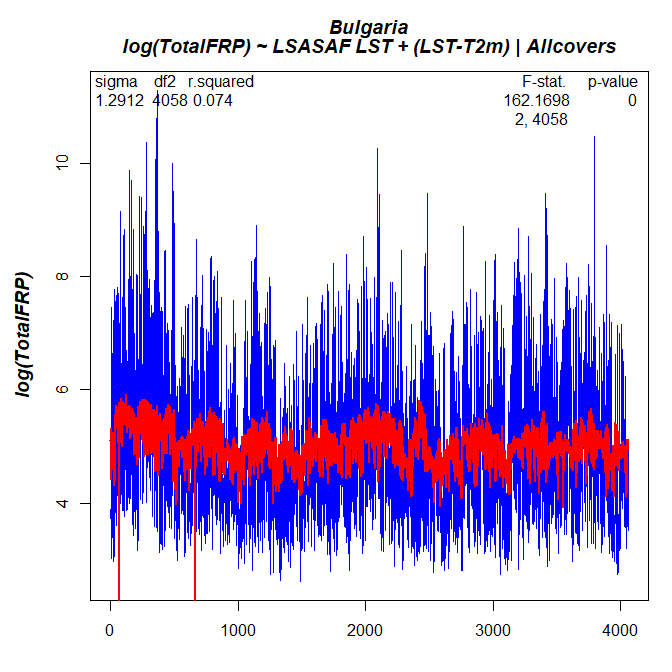 Bulgaria
log(TotalFRP) ~ LSASAF LST + (LST-T2m) | Allcovers
sigma df2 r.squared F-stat. p-value
1.2912 4058 0.074 162.1698 0
2, 4058
log(TotalFRP)
10
8
6
4
0 1000 2000 3000 4000